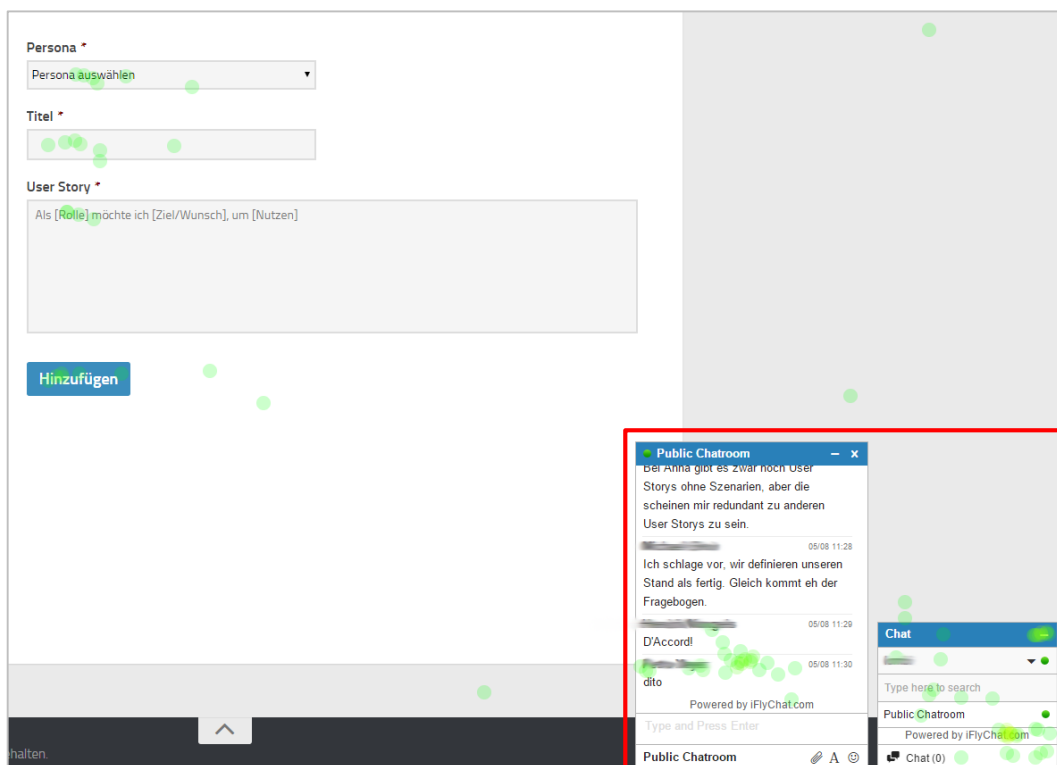 Persona *
Persona auswählen
Titel *
User Story *
Als [Rolle] möchte ich [Ziel/Wunsch], um [Nutzen]
Hinzufügen
Public Chatroom
Bei Anna gibt es zwar noch User
Storys ohne Szenarien, aber die
scheinen mir redundant zu anderen
User Storys zu sein.
05/08 11:28
Ich schlage vor, wir definieren unseren
Stand als fertig. Gleich kommt eh der
Fragebogen.
05/08 11:29
D'Accord!
05/08 11:30
dito
Powered by iFlyChat.com
Type and Press Enter
Public Chatroom
Chat
Type here to search
Public Chatroom
Powered by iFlyChat.com
Chat (0)
ehalten.